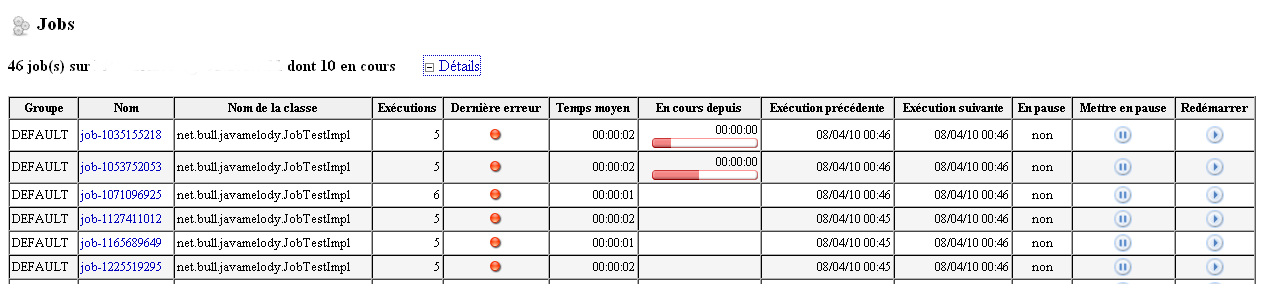 Jobs
46 job(s) sur dont 10 en cours Détails
Groupe Nom Nom de la classe Exécutions Dernière erreur Temps moyen En cours depuis Exécution précédente Exécution suivante En pause Mettre en pause Redémarrer
DEFAULT job-1035155218 net.bull.javamelody.JobTestImpl 5 00:00:02 00:00:00 08/04/10 00:46 08/04/10 00:46 non
DEFAULT job-1053752053 net.bull.javamelody.JobTestImpl 5 00:00:02 00:00:00 08/04/10 00:46 08/04/10 00:46 non
DEFAULT job-1071096925 net.bull.javamelody.JobTestImpl 6 00:00:01 08/04/10 00:46 08/04/10 00:46 non
DEFAULT job-1127411012 net.bull.javamelody.JobTestImpl 5 00:00:02 08/04/10 00:45 08/04/10 00:46 non
DEFAULT job-1165689649 net.bull.javamelody.JobTestImpl 5 00:00:01 08/04/10 00:45 08/04/10 00:46 non
DEFAULT job-1225519295 net.bull.javamelody.JobTestImpl 5 00:00:02 08/04/10 00:45 08/04/10 00:46 non